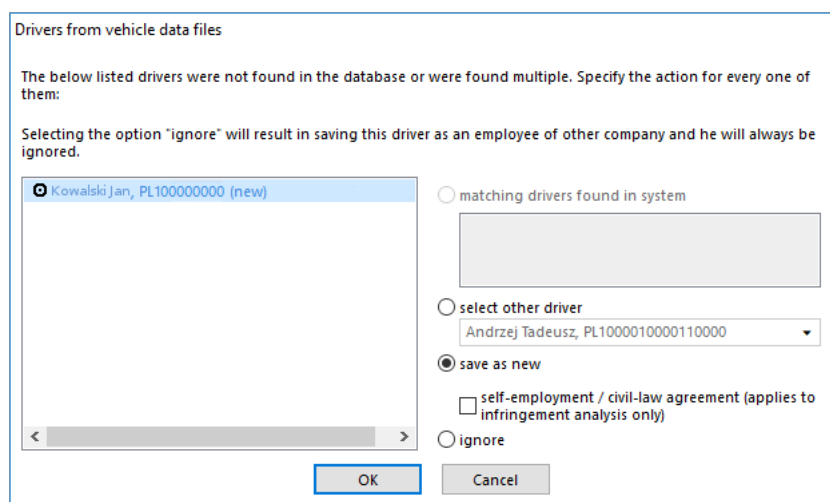 Drivers from vehicle data files
The below listed drivers were not found in the database or were found multiple. Specify the action for every one of
them:
Selecting the option "ignore" will result in saving this driver as an employee of other company and he will always be
ignored.
Kowalski Jan, PL100000000 (new)
matching drivers found in system
select other driver
Andrzej Tadeusz, PL1000010000110000
save as new
self-employment / civil-law agreement (applies to
infringement analysis only)
ignore
OK
Cancel